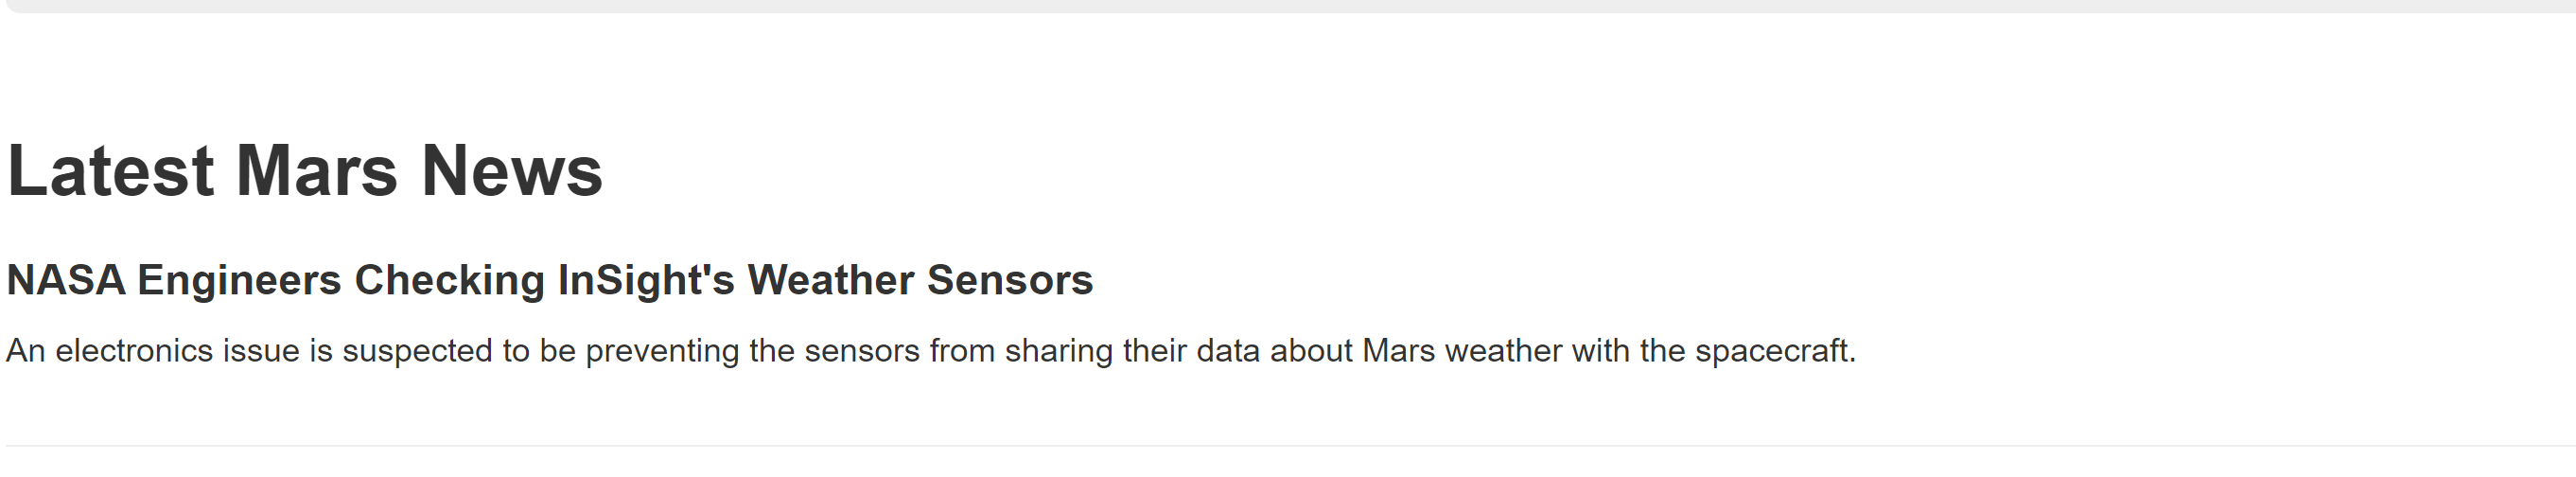 Latest Mars News
NASA Engineers Checking InSight's Weather Sensors
An electronics issue is suspected to be preventing the sensors from sharing their data about Mars weather with the spacecraft.